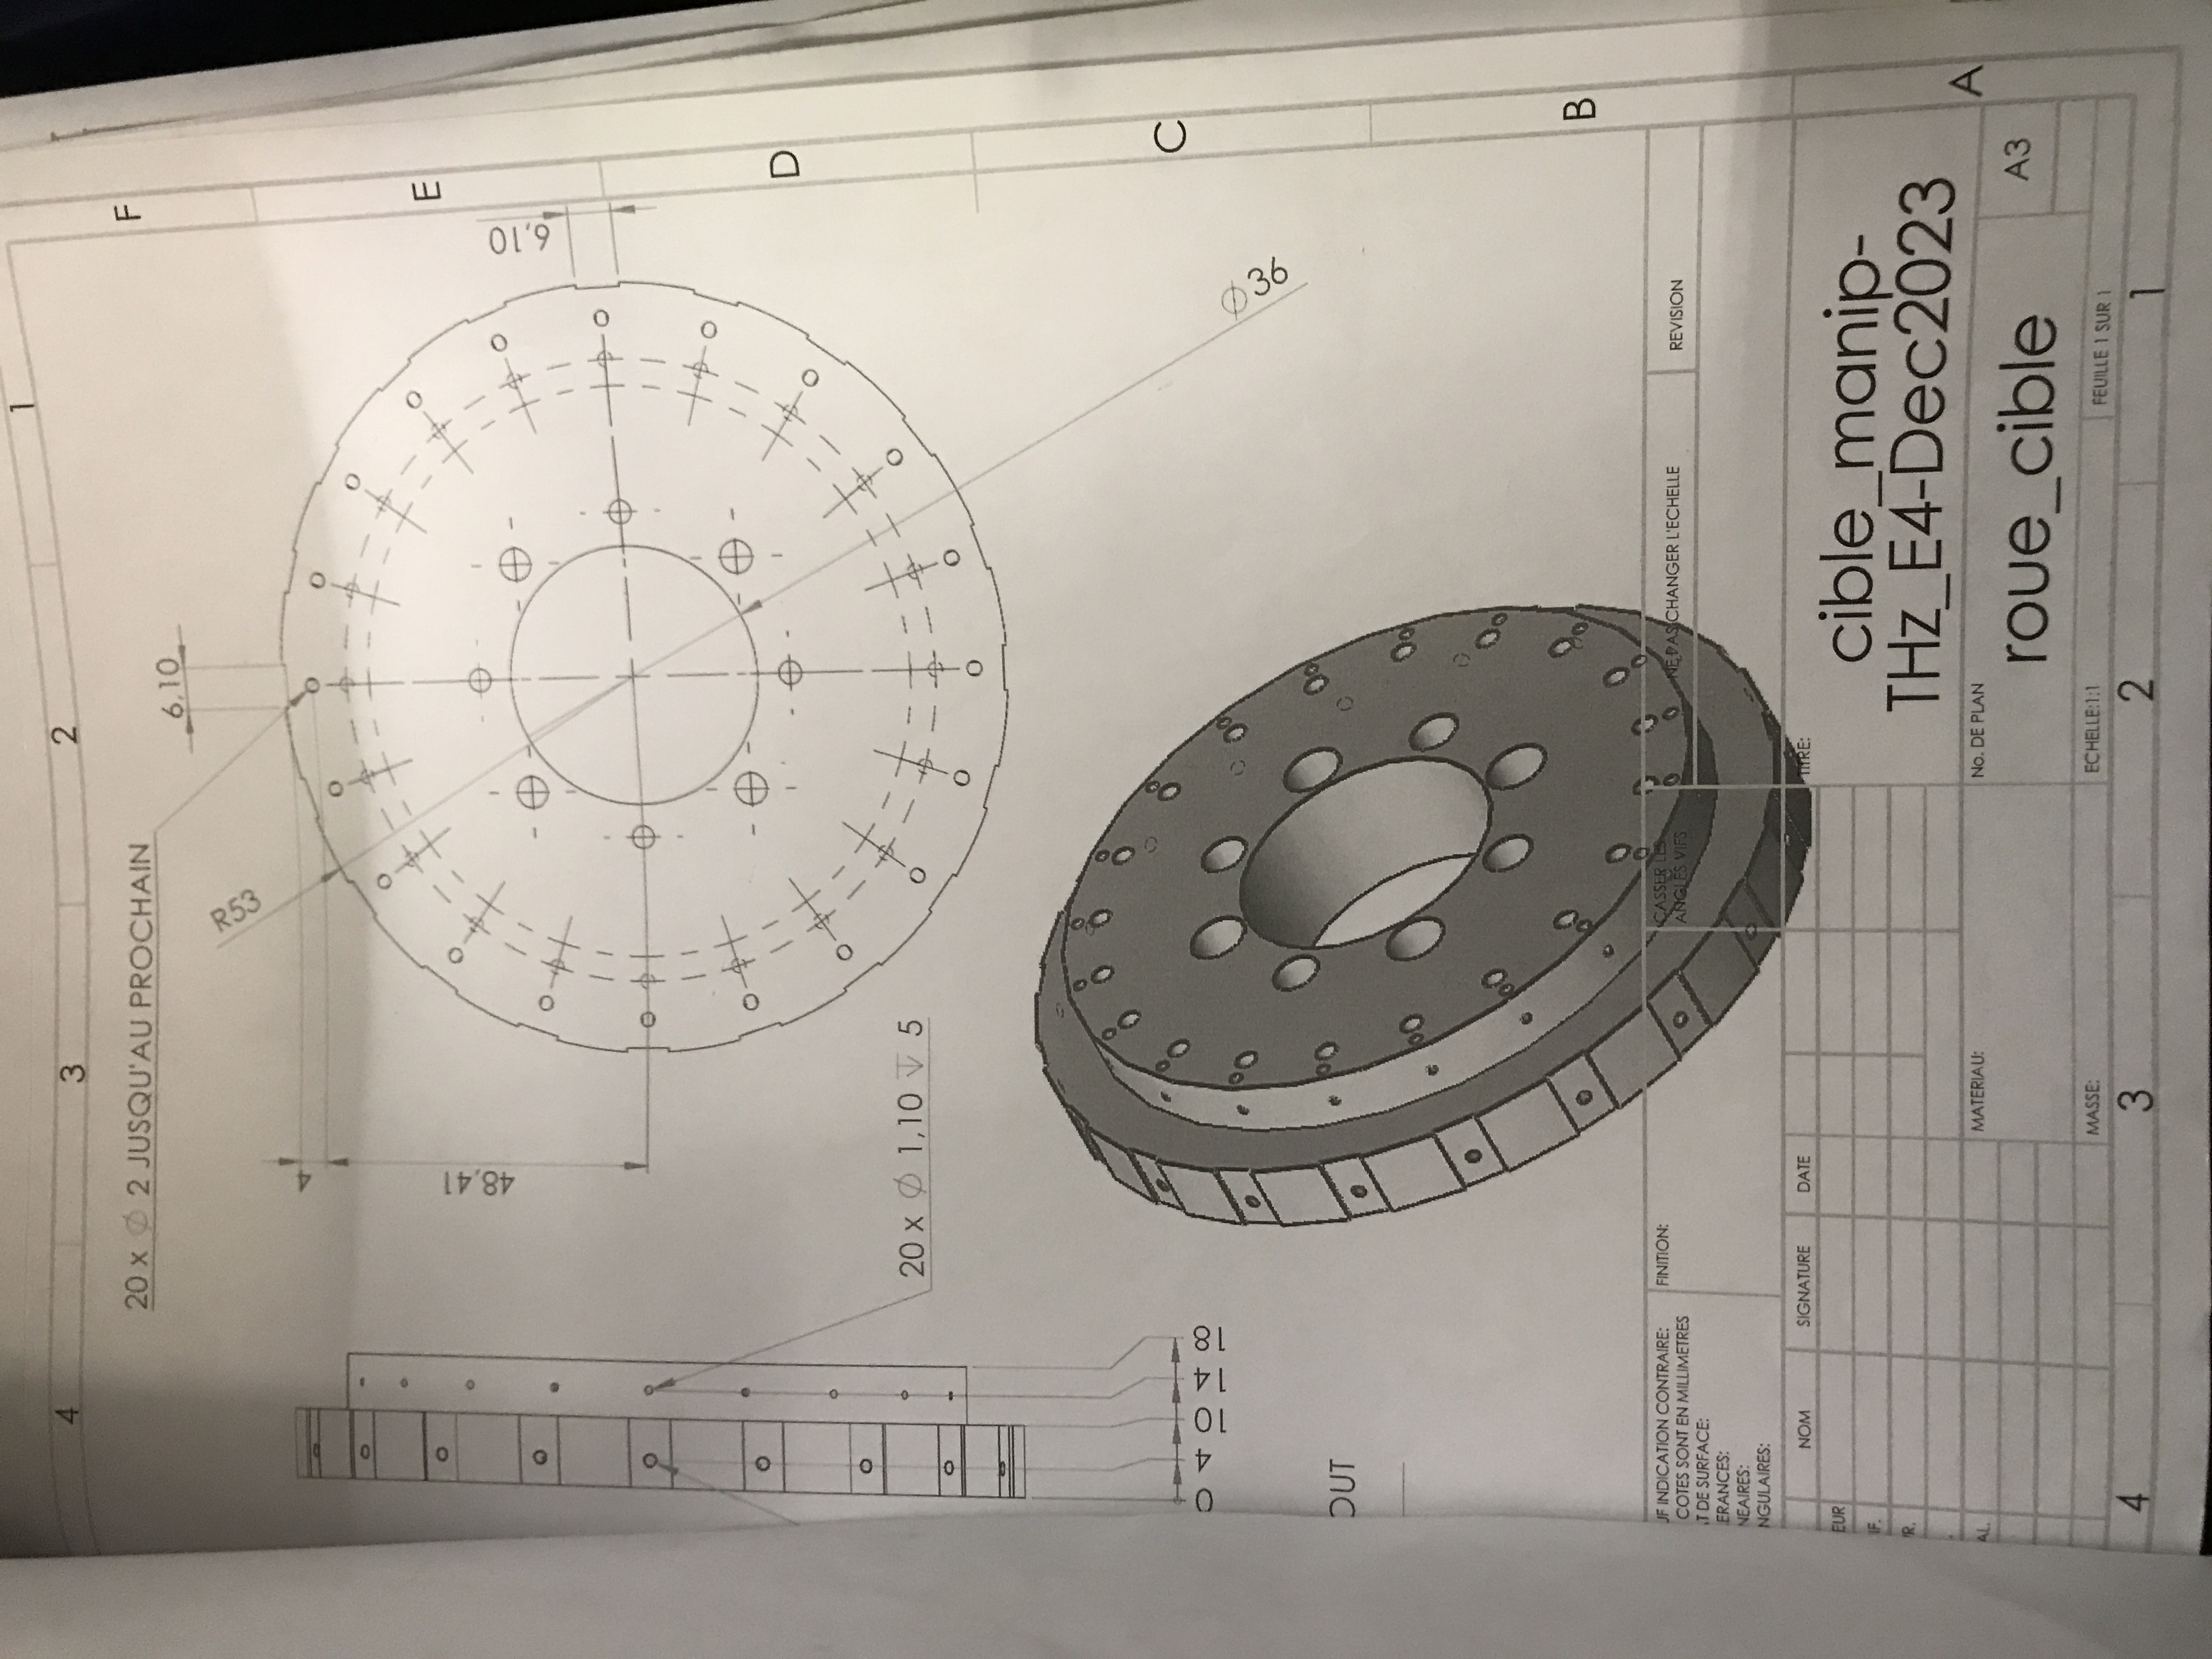 4 3 2 1
F
20 x ⌀ 2 JUSQU'AU PROCHAIN
6,10
R53
4
E
48,41
6,10
D
20 x ⌀ 1,10 ↧ 5
C
0 4 10 14 18
⌀36
OUT
B
UF INDICATION CONTRAIRE:
COTES SONT EN MILLIMETRES
T DE SURFACE:
ERANCES:
NEAIRES:
NGULAIRES:
FINITION:
CASSER LES
ANGLES VIFS
NE PAS CHANGER L'ECHELLE
REVISION
NOM SIGNATURE DATE
TITRE:
EUR
IF.
R.
AL.
cible_manip-
THz_E4-Dec2023
A
MATERIAU:
No. DE PLAN
roue_cible
A3
MASSE:
ECHELLE:1:1
FEUILLE 1 SUR 1
4 3 2 1